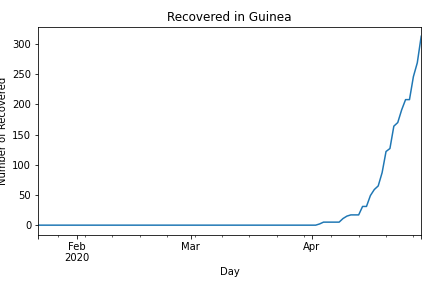 Recovered in Guinea
300
250
200
150
100
50
0
Number of Recovered
Feb
2020
Mar
Apr
Day